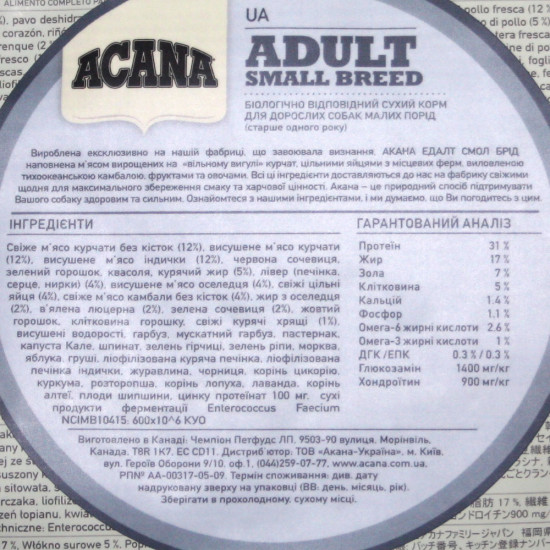 ALIMENTO COMPLETO
ACANA
UA
ADULT
SMALL BREED
БІОЛОГІЧНО ВІДПОВІДНИЙ СУХИЙ КОРМ
ДЛЯ ДОРОСЛИХ СОБАК МАЛИХ ПОРІД
(старше одного року)
Вироблена ексклюзивно на нашій фабриці, що завоювала визнання. АКАНА ЕДАЛТ СМОЛ БРІД
наповнена м'ясом вирощених на «вільному вигулі» курчат, цільними яйцями з місцевих ферм, виловленою
тихоокеанською камбалою, фруктами та овочами. Всі ці інгредієнти доставляються до нас на фабрику свіжими
щодня для максимального збереження смаку та харчової цінності. Акана – це природний спосіб підтримувати
Вашого собаку здоровим та сильним. Ознайомтеся з нашими інгредієнтами, і ми думаємо, що Ви погодитесь з цим.
ІНГРЕДІЄНТИ
Свіже м'ясо курчати без кісток (12%), висушене м'ясо курчати
(12%), висушене м'ясо індички (12%), червона сочевиця,
зелений горошок, квасоля, курячий жир (5%), лівер (печінка,
серце, нирки) (4%), висушене м'ясо оселедця (4%), свіжі цільні
яйця (4%), свіже м'ясо камбали без кісток (4%), жир з оселедця
(2%), в'ялена люцерна (2%), зелена сочевиця (2%), жовтий
горошок, клітковина горошку, свіжі курячі хрящі (1%),
висушені водорості, гарбуз, мускатний гарбуз, пастернак,
капуста Кале, шпинат, зелень гірчиці, зелень ріпи, морква,
яблука, груші, ліофілізована куряча печінка, ліофілізована
печінка індички, журавлина, чорниця, корінь цикорію,
куркума, розторопша, корінь лопуха, лаванда, корінь
алтеї, плоди шипшини, цинку протеїнат 100 мг, сухі
продукти ферментації Enterococcus Faecium
NCIMB10415: 600x10^6 КУО
ГАРАНТОВАНИЙ АНАЛІЗ
Протеїн 31 %
Жир 17 %
Зола 7 %
Клітковина 5 %
Кальцій 1.4 %
Фосфор 1.1 %
Омега-6 жирні кислоти 2.6 %
Омега-3 жирні кислоти 1 %
ДГК /ЕПК 0.3 % / 0.3 %
Глюкозамін 1400 мг/кг
Хондроїтин 900 мг/кг
Виготовлено в Канаді: Чемпіон Петфудс ЛП, 9503-90 вулиця, Морінвіль,
Канада, T8R 1K7. EC CD11. Дистриб'ютор: ТОВ «Акана-Україна», м. Київ,
вул. Героїв Оборони 9/10, оф 1. (044)259-07-77, www.acana.com.ua.
РПN° АА-00317-05-09. Термін споживання: див. дату
надруковану зверху на упаковці (ВВ: день, місяць, рік).
Зберігати в прохолодному, сухому місці.